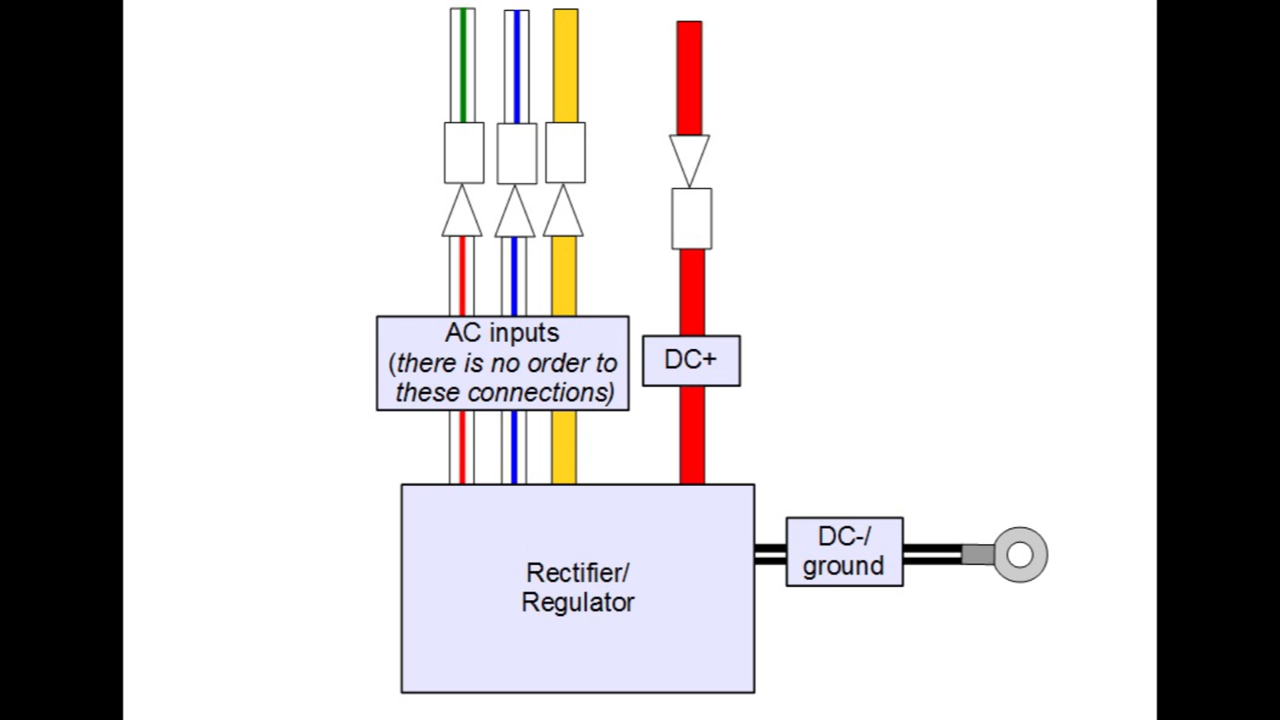 AC inputs
(there is no order to
these connections)
DC+
DC-/
ground
Rectifier/
Regulator